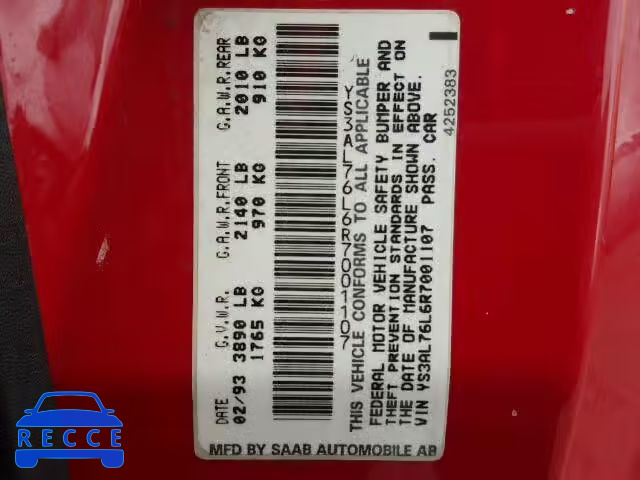 MFD BY SAAB AUTOMOBILE AB
DATE G.V.W.R. G.A.W.R.FRONT G.A.W.R.REAR
02/93 3890 LB 2140 LB 2010 LB
1765 KG 970 KG 910 KG
YS3AL76L6R7001107
THIS VEHICLE CONFORMS TO ALL APPLICABLE
FEDERAL MOTOR VEHICLE SAFETY BUMPER AND
THEFT PREVENTION STANDARDS IN EFFECT ON
THE DATE OF MANUFACTURE SHOWN ABOVE.
VIN YS3AL76L6R7001107 PASS. CAR
4252383
RECCE